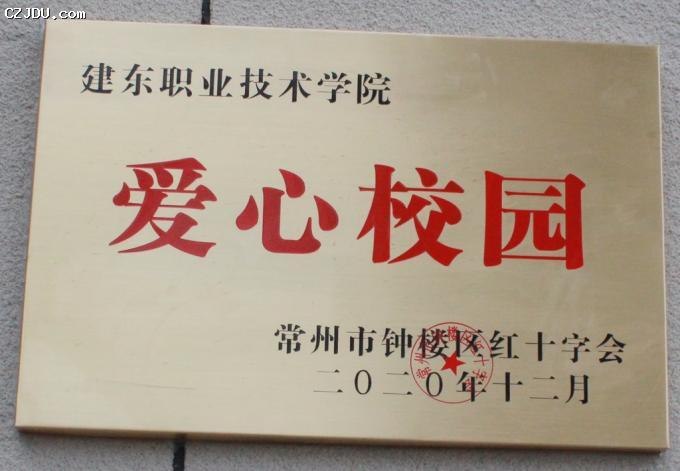 CZJDU.com
建东职业技术学院
爱心校园
常州市钟楼区红十字会
二〇二〇年十二月